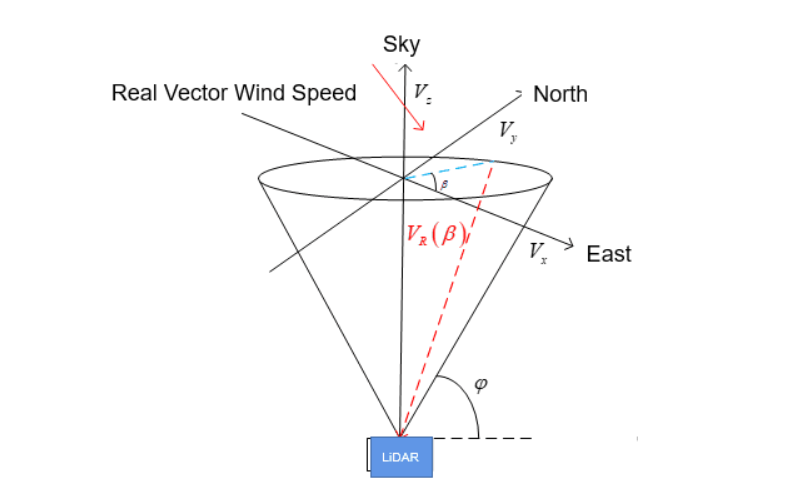 Sky
Real Vector Wind Speed
V_z
North
V_y
β
V_R(β)
V_x
East
φ
LiDAR